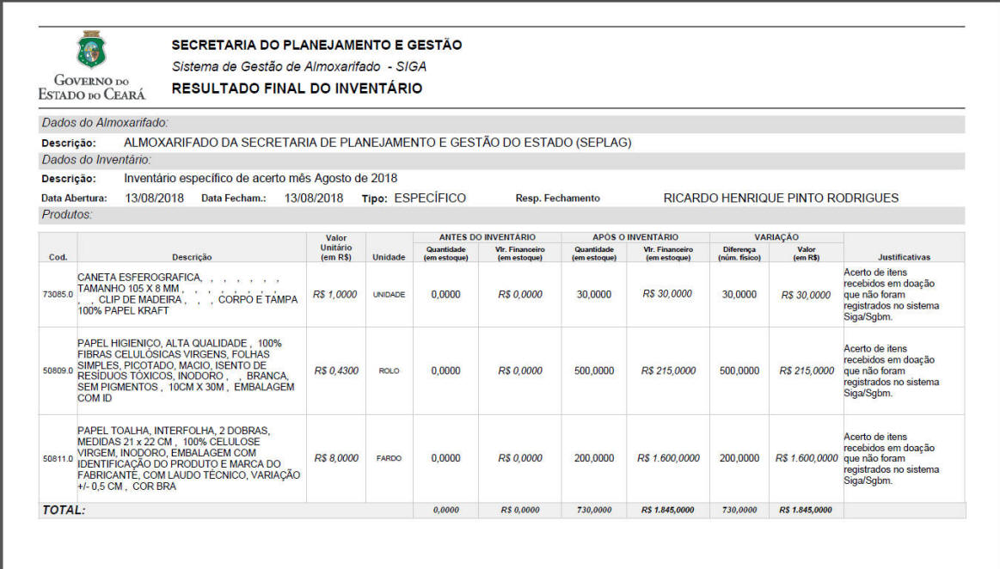 SECRETARIA DO PLANEJAMENTO E GESTÃO
Sistema de Gestão de Almoxarifado - SIGA
GOVERNO DO
ESTADO DO CEARÁ
RESULTADO FINAL DO INVENTÁRIO
Dados do Almoxarifado:
Descrição: ALMOXARIFADO DA SECRETARIA DE PLANEJAMENTO E GESTÃO DO ESTADO (SEPLAG)
Dados do Inventário:
Descrição: Inventário específico de acerto mês Agosto de 2018
Data Abertura: 13/08/2018 Data Fecham.: 13/08/2018 Tipo: ESPECÍFICO Resp. Fechamento RICARDO HENRIQUE PINTO RODRIGUES
Produtos:
Cod.
Descrição
Valor
Unitário
(em R$)
Unidade
ANTES DO INVENTÁRIO
Quantidade
(em estoque)
Vlr. Financeiro
(em estoque)
APÓS O INVENTÁRIO
Quantidade
(em estoque)
Vlr. Financeiro
(em estoque)
VARIAÇÃO
Diferença
(núm. físico)
Valor
(em R$)
Justificativas
73085.0
CANETA ESFEROGRAFICA, , , , , , ,
TAMANHO 105 X 8 MM , , , , , , , ,
, , CLIP DE MADEIRA , , , CORPO E TAMPA
100% PAPEL KRAFT
R$ 1,0000
UNIDADE
0,0000
R$ 0,0000
30,0000
R$ 30,0000
30,0000
R$ 30,0000
Acerto de itens
recebidos em doação
que não foram
registrados no sistema
Siga/Sgbm.
50809.0
PAPEL HIGIENICO, ALTA QUALIDADE , 100%
FIBRAS CELULÓSICAS VIRGENS, FOLHAS
SIMPLES, PICOTADO, MACIO, ISENTO DE
RESÍDUOS TÓXICOS, INODORO , , BRANCA,
SEM PIGMENTOS , 10CM X 30M , EMBALAGEM
COM ID
R$ 0,4300
ROLO
0,0000
R$ 0,0000
500,0000
R$ 215,0000
500,0000
R$ 215,0000
Acerto de itens
recebidos em doação
que não foram
registrados no sistema
Siga/Sgbm.
50811.0
PAPEL TOALHA, INTERFOLHA, 2 DOBRAS,
MEDIDAS 21 x 22 CM , 100% CELULOSE
VIRGEM, INODORO, EMBALAGEM COM
IDENTIFICAÇÃO DO PRODUTO E MARCA DO
FABRICANTE, COM LAUDO TÉCNICO, VARIAÇÃO
+/- 0,5 CM , COR BRA
R$ 8,0000
FARDO
0,0000
R$ 0,0000
200,0000
R$ 1.600,0000
200,0000
R$ 1.600,0000
Acerto de itens
recebidos em doação
que não foram
registrados no sistema
Siga/Sgbm.
TOTAL: 0,0000 R$ 0,0000 730,0000 R$ 1.845,0000 730,0000 R$ 1.845,0000